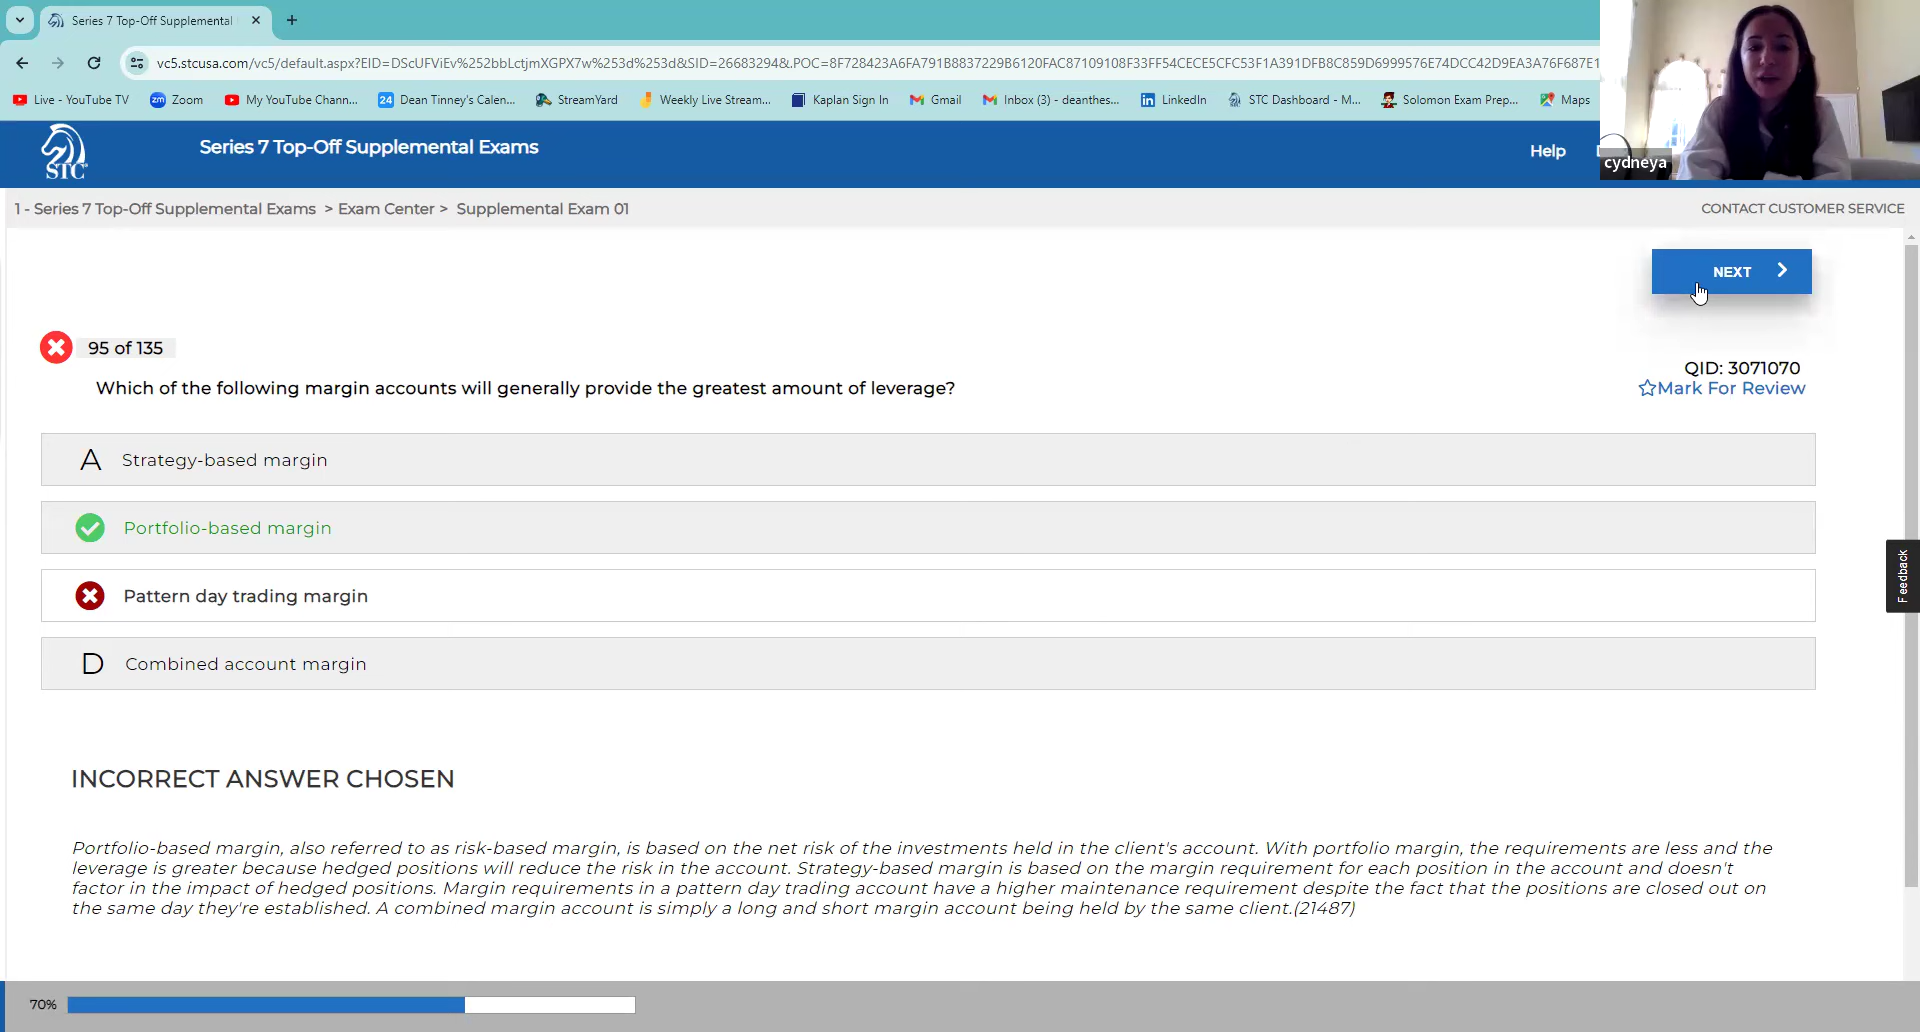 Series 7 Top-Off Supplemental
vc5.stcusa.com/vc5/default.aspx?EID=DScUFViEv%252bbLctjmXGPX7w%253d%253d&SID=26683294&.POC=8F728423A6FA791B8837229B6120FAC87109108F33FF54CECE5CFC53F1A391DFB8C859D6999576E74DCC42D9EA3A76F687E1
Live - YouTube TV zm Zoom My YouTube Chann... 24 Dean Tinney's Calen... StreamYard Weekly Live Stream... Kaplan Sign In Gmail Inbox (3) - deanthes... LinkedIn STC Dashboard - M... Solomon Exam Prep... Maps
STC Series 7 Top-Off Supplemental Exams Help
cydneya
1 - Series 7 Top-Off Supplemental Exams > Exam Center > Supplemental Exam 01 CONTACT CUSTOMER SERVICE
NEXT
95 of 135
QID: 3071070
Which of the following margin accounts will generally provide the greatest amount of leverage?
Mark For Review
A Strategy-based margin
Portfolio-based margin
Pattern day trading margin
D Combined account margin
Feedback
INCORRECT ANSWER CHOSEN
Portfolio-based margin, also referred to as risk-based margin, is based on the net risk of the investments held in the client's account. With portfolio margin, the requirements are less and the
leverage is greater because hedged positions will reduce the risk in the account. Strategy-based margin is based on the margin requirement for each position in the account and doesn't
factor in the impact of hedged positions. Margin requirements in a pattern day trading account have a higher maintenance requirement despite the fact that the positions are closed out on
the same day they're established. A combined margin account is simply a long and short margin account being held by the same client.(21487)
70%